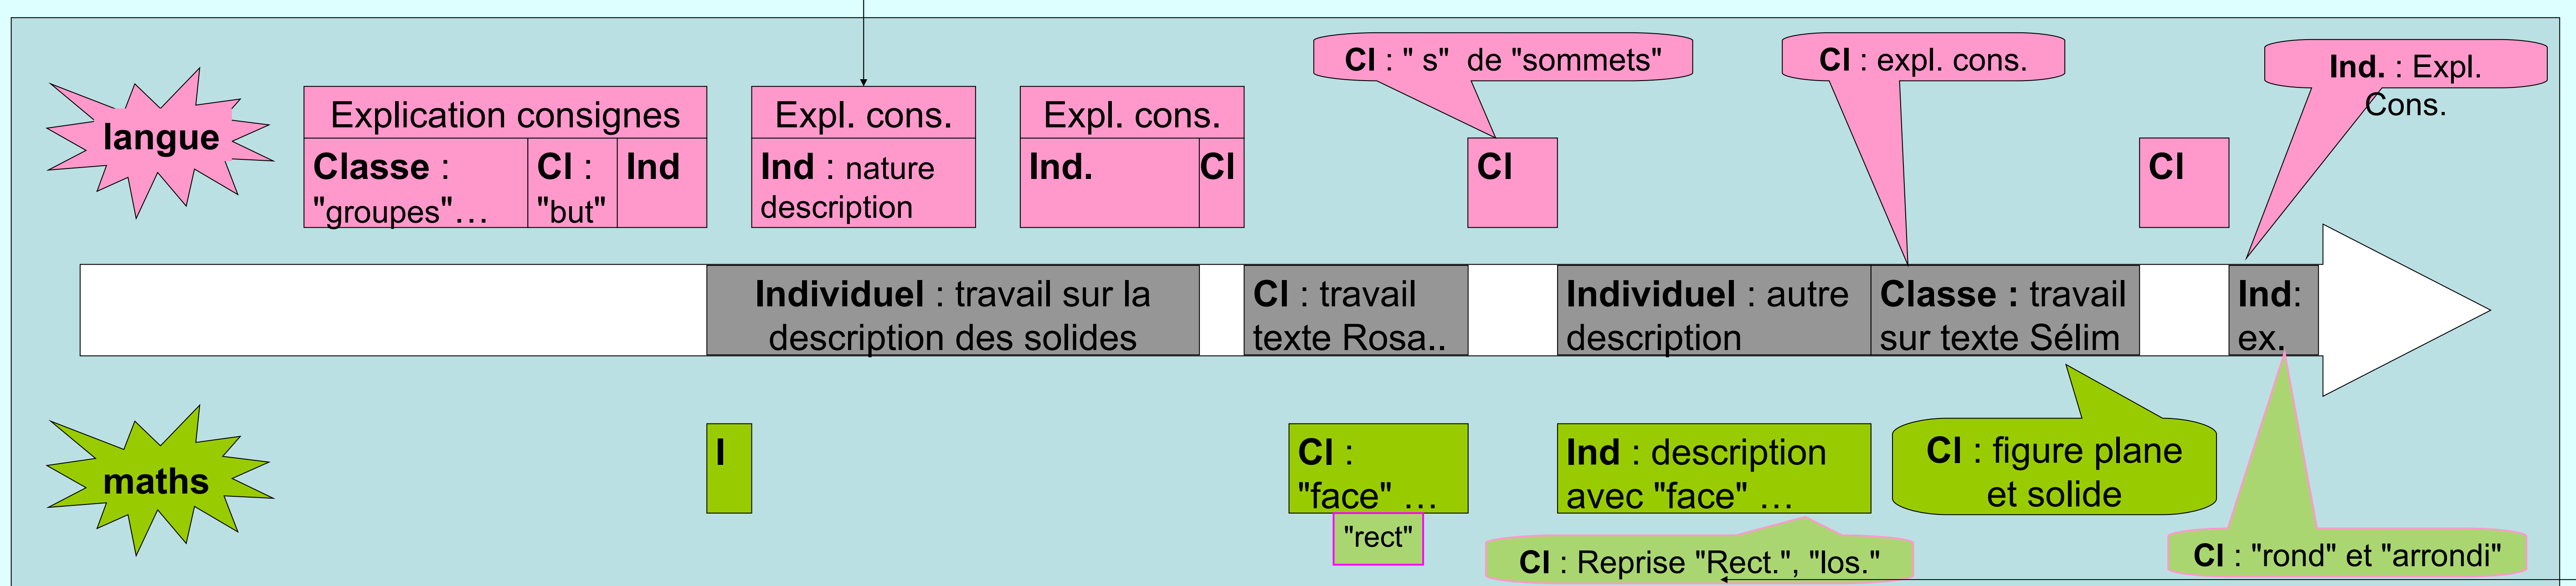 Cl : " s"  de "sommets"
Cl : expl. cons.
Ind. : Expl.
Cons.
langue
Explication consignes
Classe :
"groupes"…
Cl :
"but"
Ind
Expl. cons.
Ind : nature
description
Expl. cons.
Ind.
Cl
Cl
Cl
Individuel : travail sur la
description des solides
Cl : travail
texte Rosa..
Individuel : autre
description
Classe : travail
sur texte Sélim
Ind:
ex.
maths
I
Cl :
"face" …
"rect"
Ind : description
avec "face" …
Cl : figure plane
et solide
Cl : Reprise "Rect.", "los."
Cl : "rond" et "arrondi"